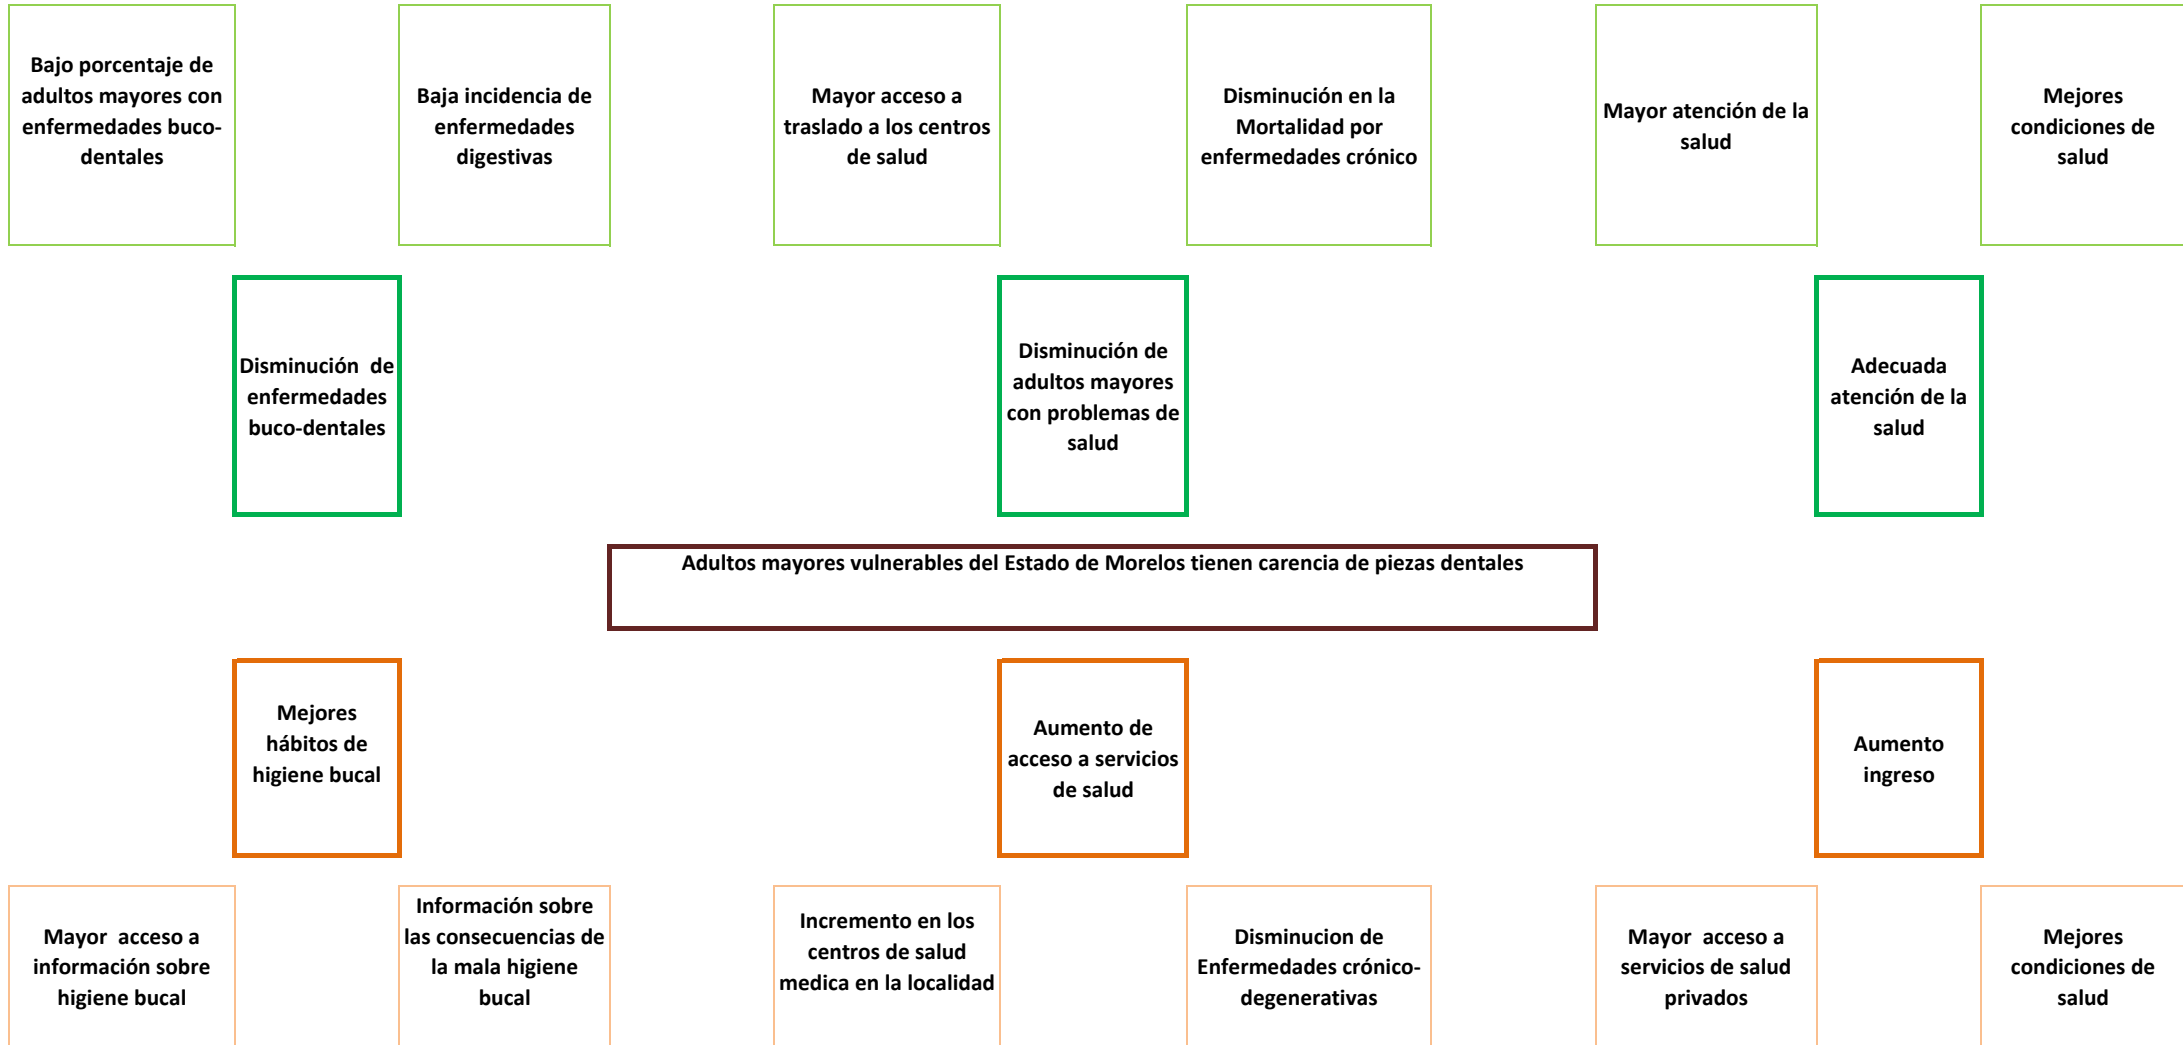 Bajo porcentaje de
adultos mayores con
enfermedades buco-
dentales
Baja incidencia de
enfermedades
digestivas
Mayor acceso a
traslado a los centros
de salud
Disminución en la
Mortalidad por
enfermedades crónico
Mayor atención de la
salud
Mejores
condiciones de
salud
Disminución  de
enfermedades
buco-dentales
Disminución de
adultos mayores
con problemas de
salud
Adecuada
atención de la
salud
Adultos mayores vulnerables del Estado de Morelos tienen carencia de piezas dentales
Mejores
hábitos de
higiene bucal
Aumento de
acceso a servicios
de salud
Aumento
ingreso
Mayor  acceso a
información sobre
higiene bucal
Información sobre
las consecuencias de
la mala higiene
bucal
Incremento en los
centros de salud
medica en la localidad
Disminucion de
Enfermedades crónico-
degenerativas
Mayor  acceso a
servicios de salud
privados
Mejores
condiciones de
salud